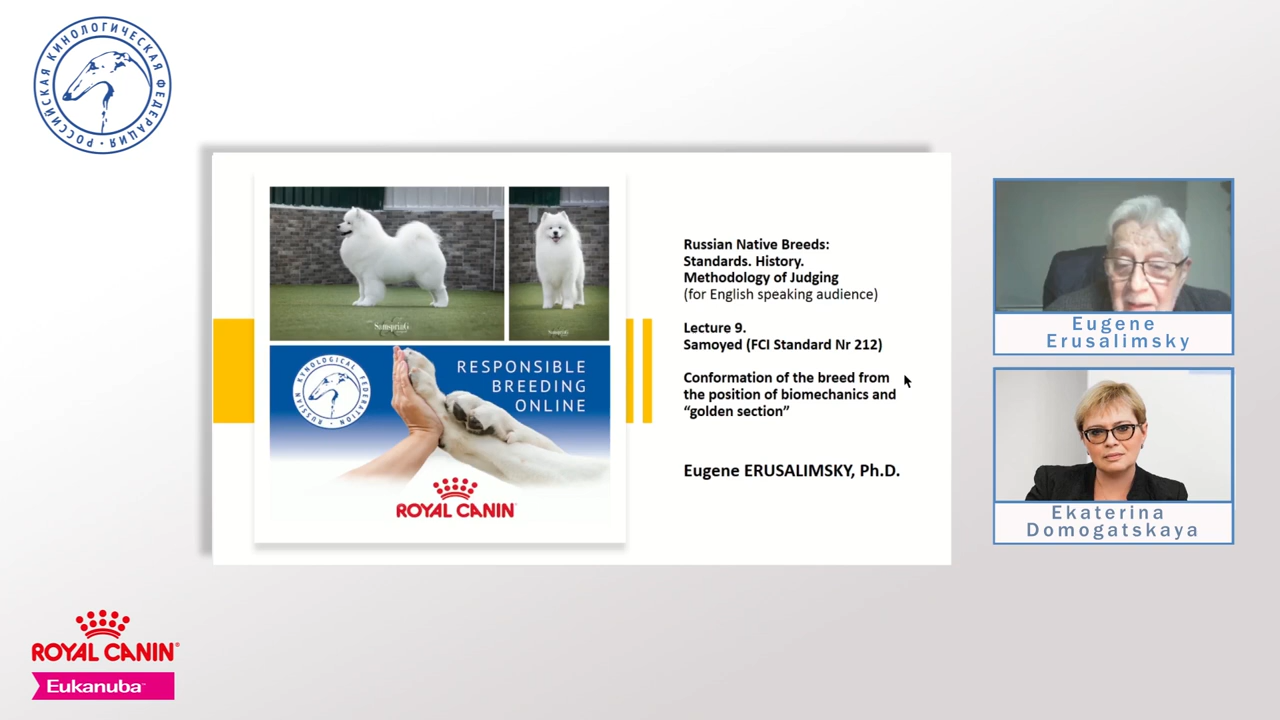 РОССИЙСКАЯ КИНОЛОГИЧЕСКАЯ ФЕДЕРАЦИЯ
Russian Native Breeds:
Standards. History.
Methodology of Judging
(for English speaking audience)
Lecture 9.
Samoyed (FCI Standard Nr 212)
Conformation of the breed from
the position of biomechanics and
“golden section”
Eugene ERUSALIMSKY, Ph.D.
RUSSIAN KYNOLOGICAL FEDERATION
RESPONSIBLE
BREEDING
ONLINE
ROYAL CANIN
Eugene
Erusalimsky
Ekaterina
Domogatskaya
ROYAL CANIN®
Eukanuba™